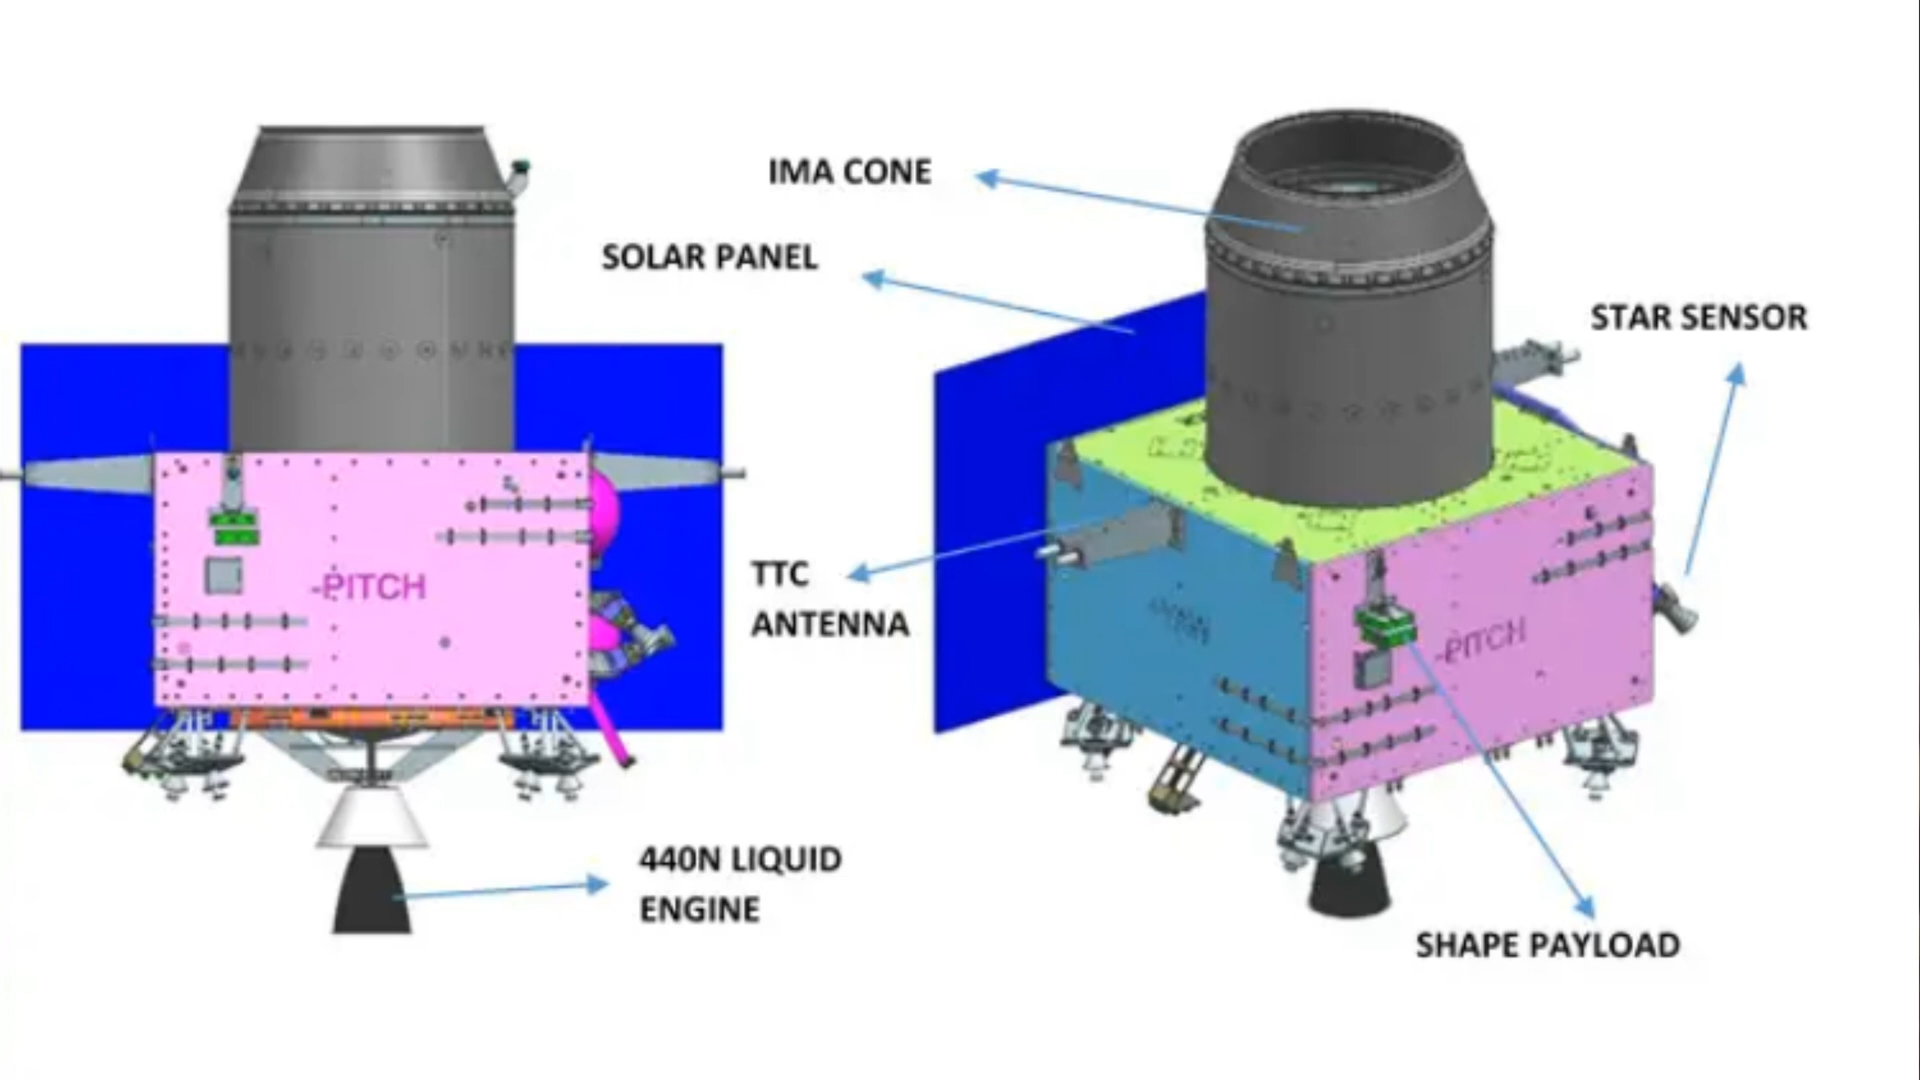 IMA CONE
SOLAR PANEL
STAR SENSOR
TTC
ANTENNA
-PITCH
-PITCH
440N LIQUID
ENGINE
SHAPE PAYLOAD